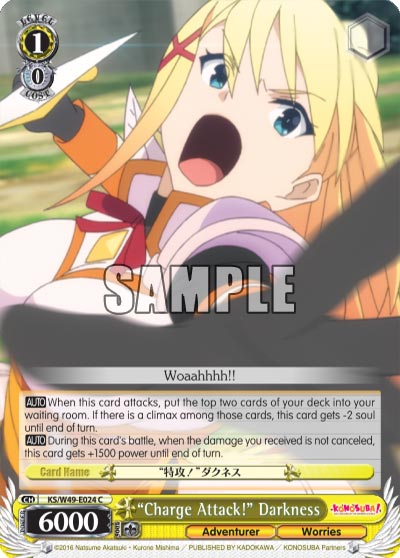 LEVEL
1
0
COST
SAMPLE
Woaahhhh!!
AUTO When this card attacks, put the top two cards of your deck into your
waiting room. If there is a climax among those cards, this card gets -2 soul
until end of turn.
AUTO During this card's battle, when the damage you received is not canceled,
this card gets +1500 power until end of turn.
Card Name “特攻！”ダクネス
CH KS/W49-E024 C
6000
“Charge Attack!” Darkness
KONOSUBA!
Adventurer Worries
©2016 Natsume Akatsuki・Kurone Mishima / PUBLISHED BY KADOKAWA / KONOSUBA Partners